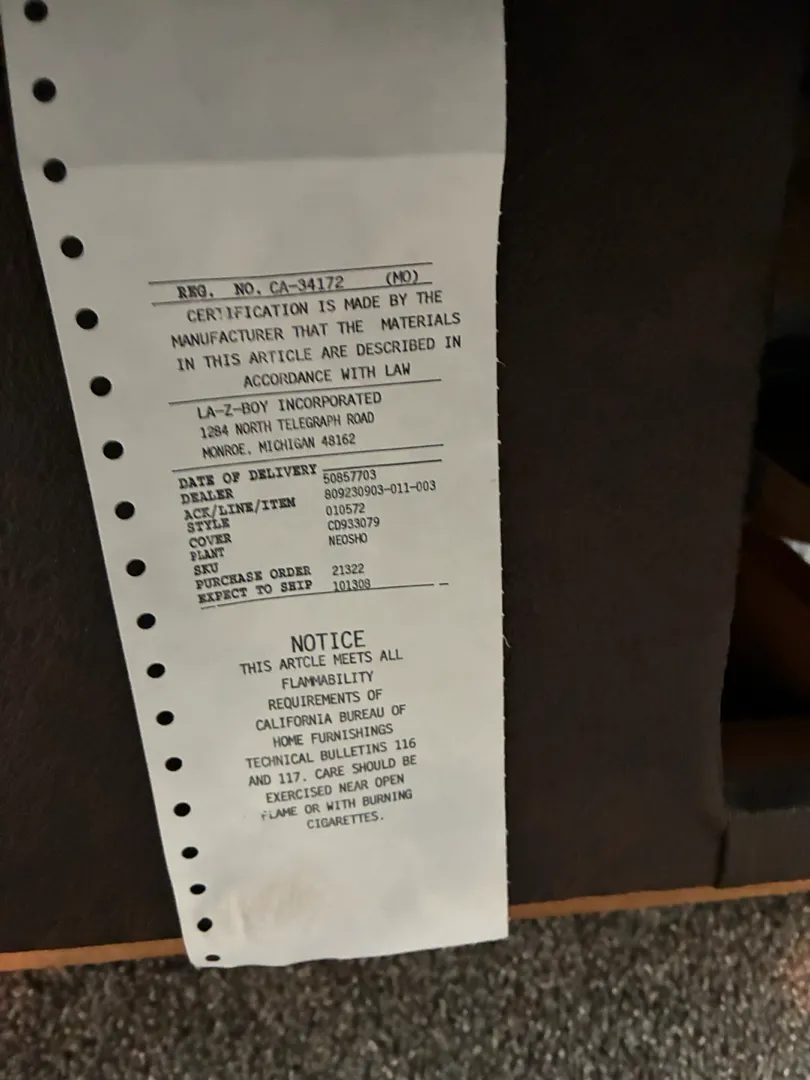 REG. NO. CA-34172 (MO)
CERTIFICATION IS MADE BY THE
MANUFACTURER THAT THE MATERIALS
IN THIS ARTICLE ARE DESCRIBED IN
ACCORDANCE WITH LAW
LA-Z-BOY INCORPORATED
1284 NORTH TELEGRAPH ROAD
MONROE, MICHIGAN 48162
DATE OF DELIVERY
DEALER 50857703
ACK/LINE/ITEM 809230903-011-003
STYLE 010572
COVER CD933079
PLANT NEOSHO
SKU
PURCHASE ORDER 21322
EXPECT TO SHIP 101308
NOTICE
THIS ARTCLE MEETS ALL
FLAMMABILITY
REQUIREMENTS OF
CALIFORNIA BUREAU OF
HOME FURNISHINGS
TECHNICAL BULLETINS 116
AND 117. CARE SHOULD BE
EXERCISED NEAR OPEN
FLAME OR WITH BURNING
CIGARETTES.